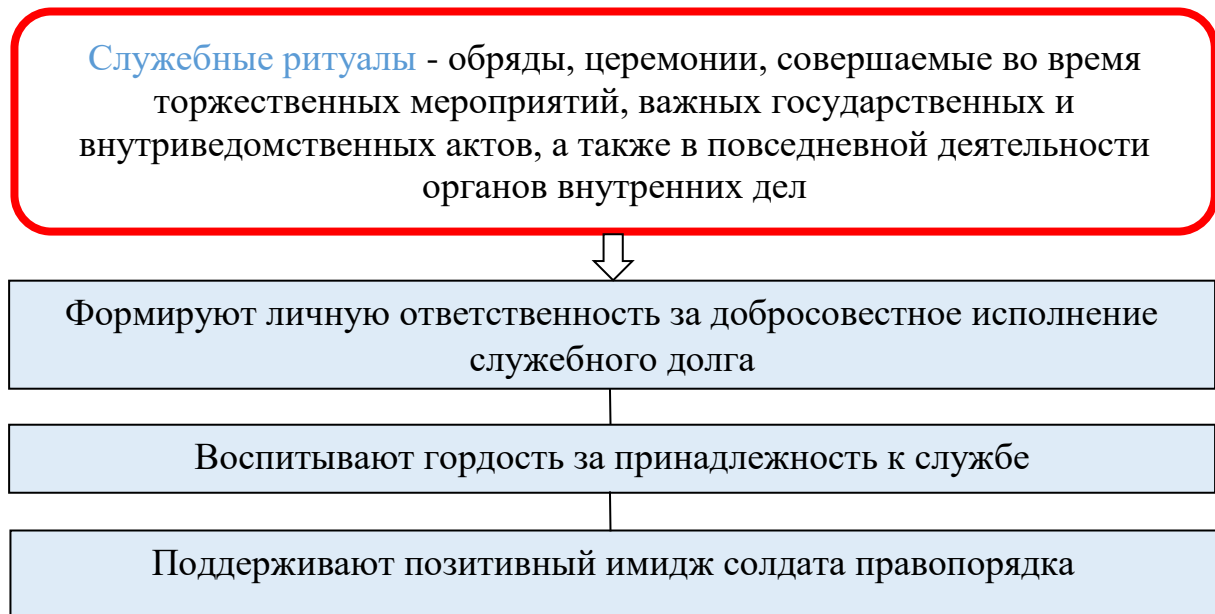 Служебные ритуалы - обряды, церемонии, совершаемые во время
торжественных мероприятий, важных государственных и
внутриведомственных актов, а также в повседневной деятельности
органов внутренних дел
Формируют личную ответственность за добросовестное исполнение
служебного долга
Воспитывают гордость за принадлежность к службе
Поддерживают позитивный имидж солдата правопорядка